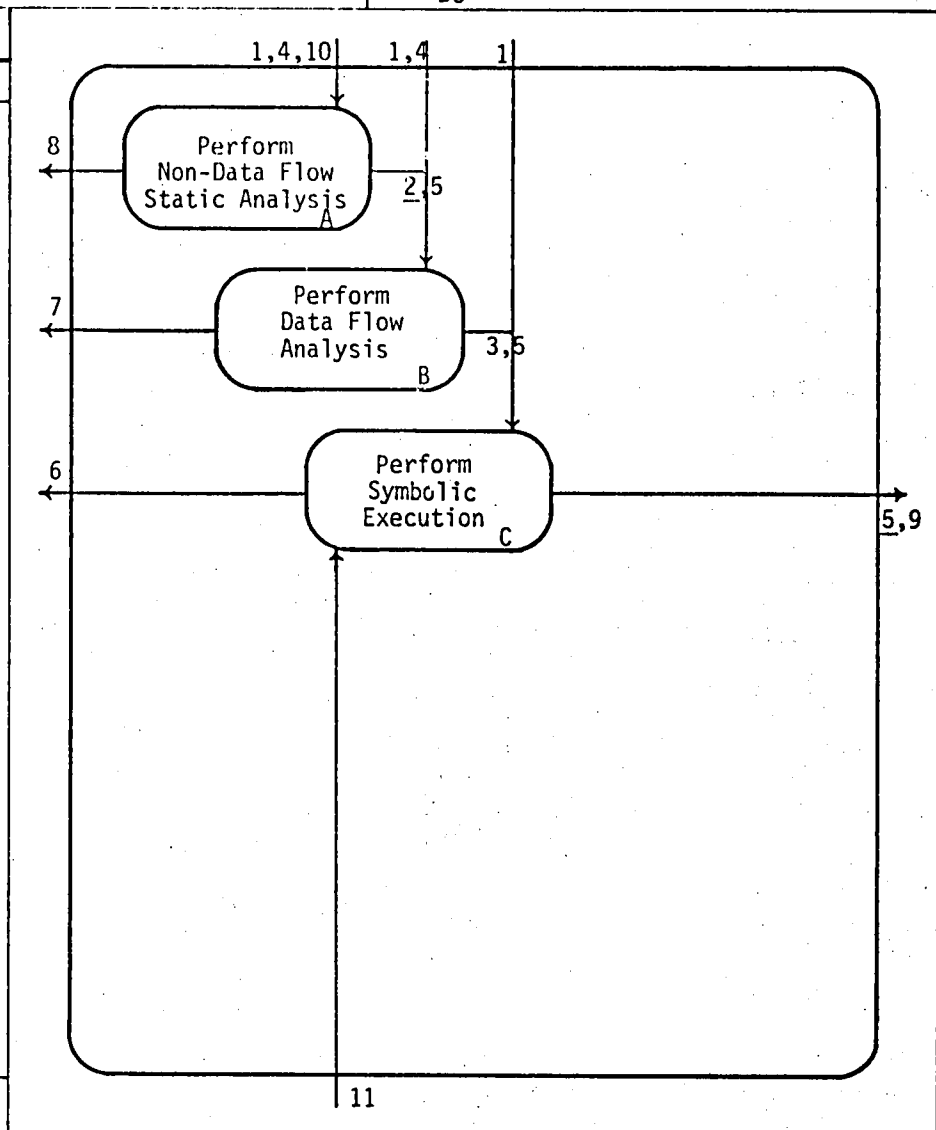 1,4,10 1,4 1
8
Perform
Non-Data Flow
Static Analysis
A
2,5
7
Perform
Data Flow
Analysis
B
3,5
6
Perform
Symbolic
Execution
C
5,9
11